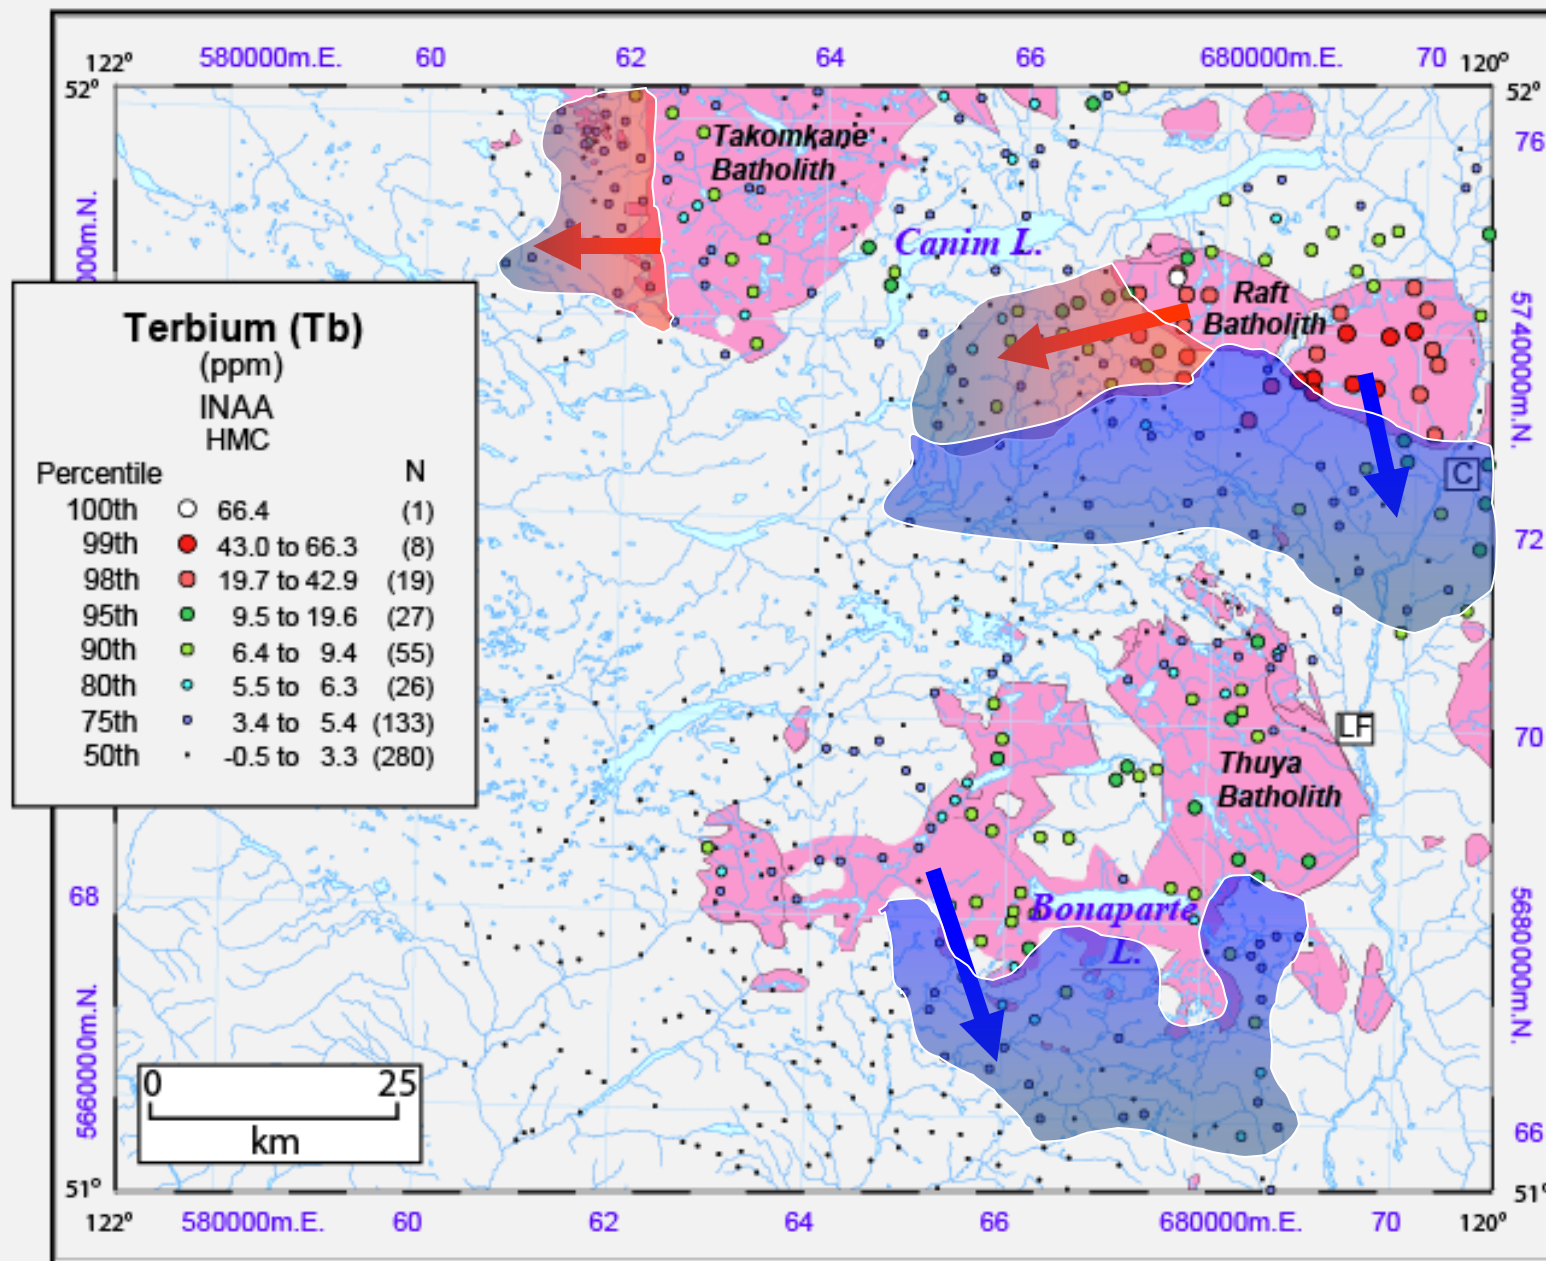 122° 580000m.E. 60 62 64 66 680000m.E. 70 120°
52° 52°
76
Takomkane
Batholith
Canim L.
Raft
Batholith
5740000m.N.
000m.N.
Terbium (Tb)
(ppm)
INAA
HMC
Percentile N
100th 66.4 (1)
99th 43.0 to 66.3 (8)
98th 19.7 to 42.9 (19)
95th 9.5 to 19.6 (27)
90th 6.4 to 9.4 (55)
80th 5.5 to 6.3 (26)
75th 3.4 to 5.4 (133)
50th -0.5 to 3.3 (280)
C
72
LF
70
Thuya
Batholith
68
Bonaparte
L.
5680000m.N.
5660000m.N.
0 25
km
66
51° 51°
122° 580000m.E. 60 62 64 66 680000m.E. 70 120°